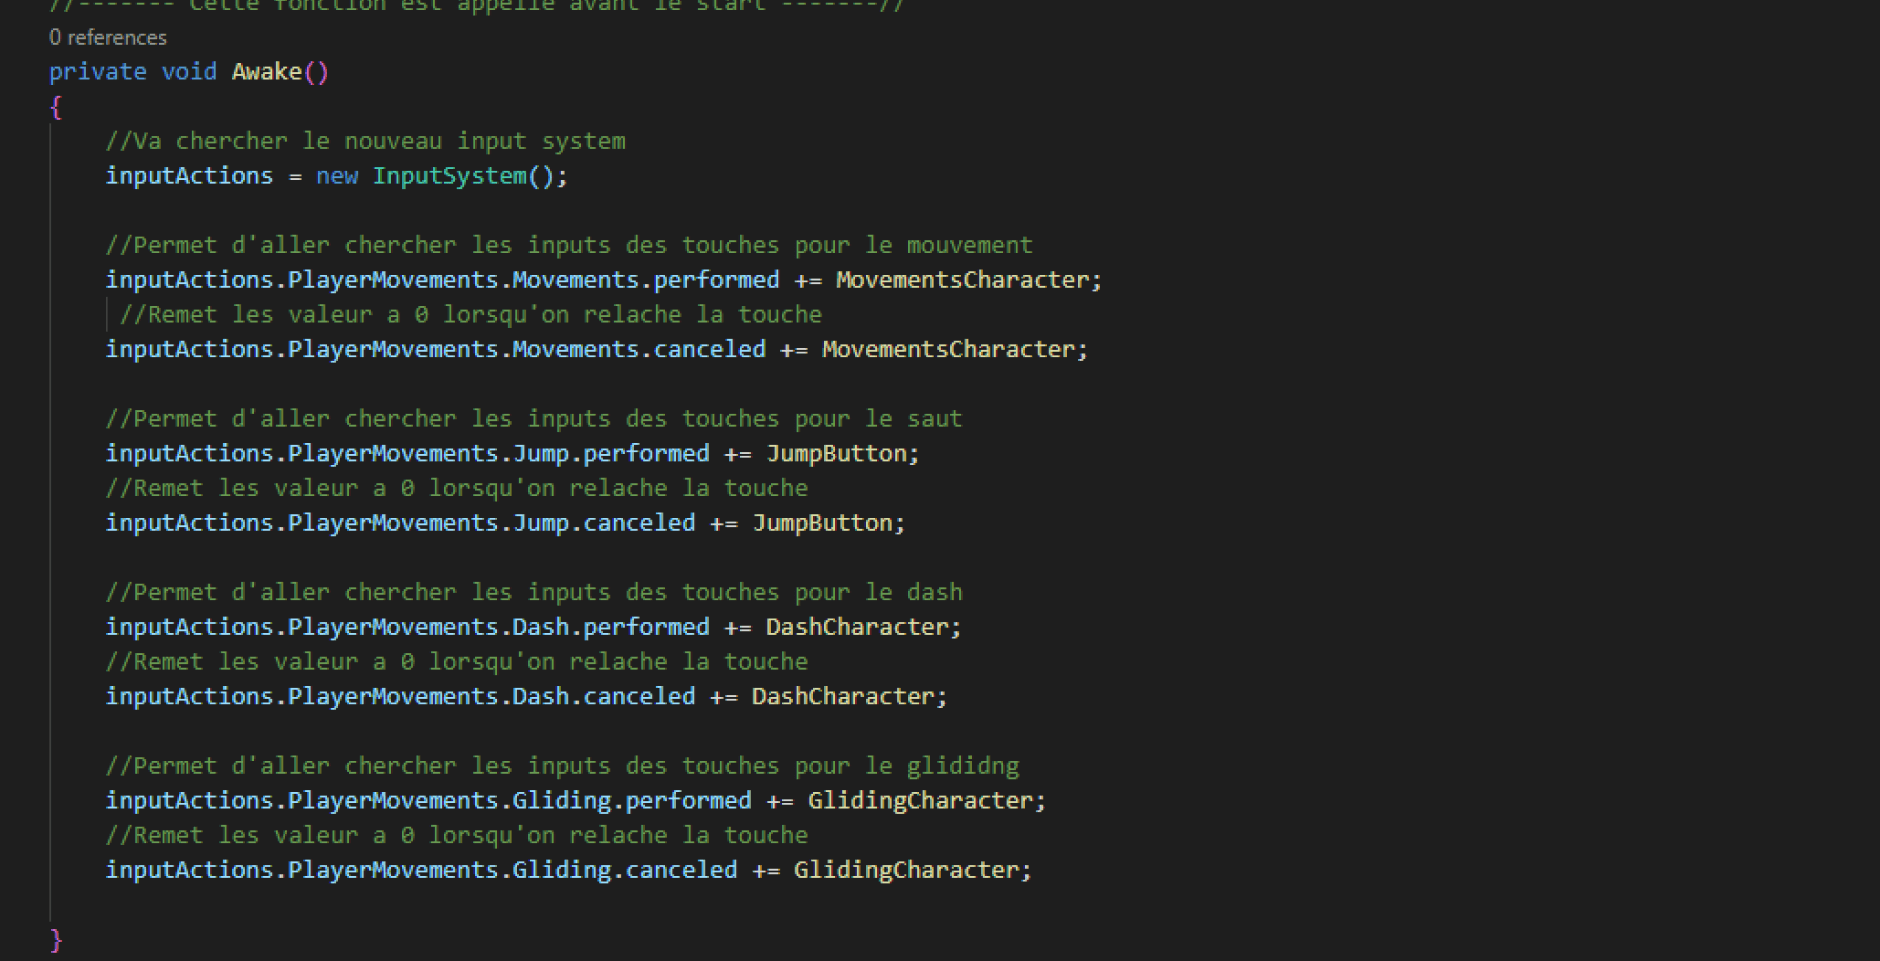 //------- Cette fonction est appelle avant le start -------//
0 references
private void Awake()
{
//Va chercher le nouveau input system
inputActions = new InputSystem();
//Permet d'aller chercher les inputs des touches pour le mouvement
inputActions.PlayerMovements.Movements.performed += MovementsCharacter;
//Remet les valeur a 0 lorsqu'on relache la touche
inputActions.PlayerMovements.Movements.canceled += MovementsCharacter;
//Permet d'aller chercher les inputs des touches pour le saut
inputActions.PlayerMovements.Jump.performed += JumpButton;
//Remet les valeur a 0 lorsqu'on relache la touche
inputActions.PlayerMovements.Jump.canceled += JumpButton;
//Permet d'aller chercher les inputs des touches pour le dash
inputActions.PlayerMovements.Dash.performed += DashCharacter;
//Remet les valeur a 0 lorsqu'on relache la touche
inputActions.PlayerMovements.Dash.canceled += DashCharacter;
//Permet d'aller chercher les inputs des touches pour le glididng
inputActions.PlayerMovements.Gliding.performed += GlidingCharacter;
//Remet les valeur a 0 lorsqu'on relache la touche
inputActions.PlayerMovements.Gliding.canceled += GlidingCharacter;
}